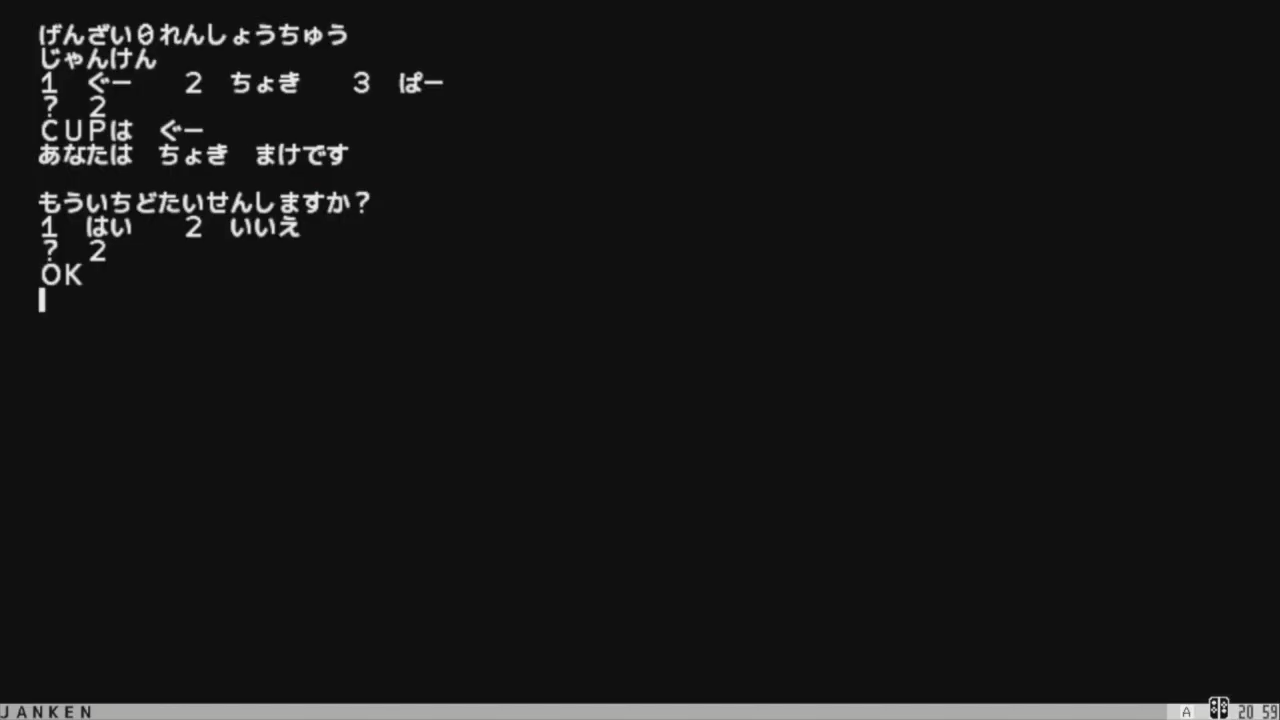 げんざい0れんしょうちゅう
じゃんけん
1　ぐー　　2　ちょき　　3　ぱー
?　2
CUPは　ぐー
あなたは　ちょき　まけです
もういちどたいせんしますか?
1　はい　　2　いいえ
?　2
OK
JANKEN
A 20 59